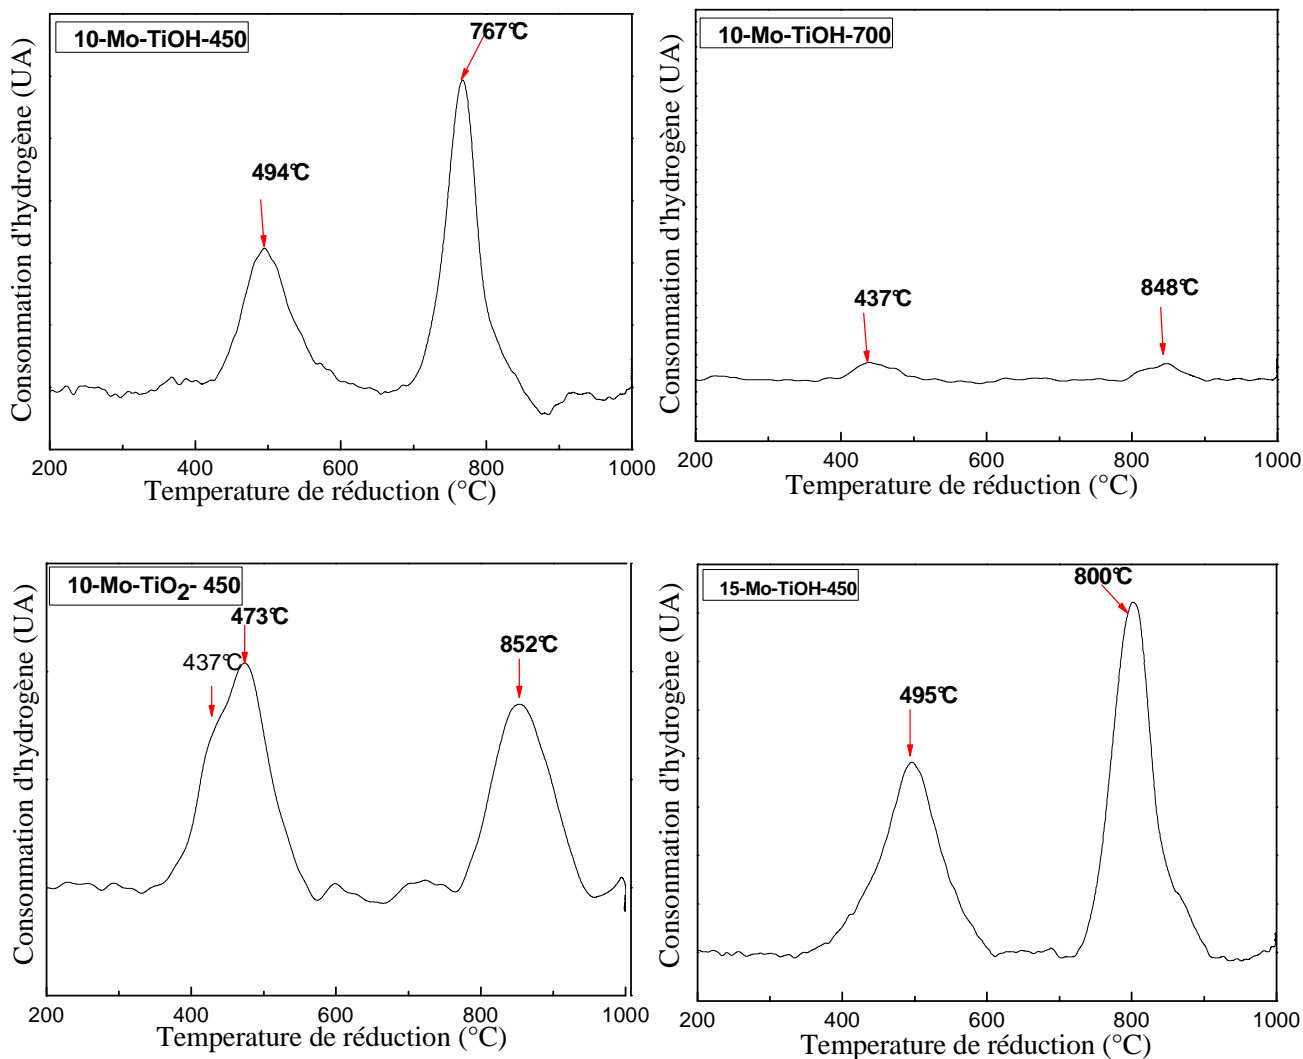 10-Mo-TiOH-450
767°C
494°C
Consommation d'hydrogène (UA)
200 400 600 800 1000
Temperature de réduction (°C)
10-Mo-TiOH-700
437°C
848°C
Consonmation d'hydrogène (UA)
200 400 600 800 1000
Temperature de réduction (°C)
10-Mo-TiO2- 450
473°C
437°C
852°C
Consonmation d'hydrogène (UA)
200 400 600 800 1000
Temperature de réduction (°C)
15-Mo-TiOH-450
800°C
495°C
Consonmation d'hydrogène (UA)
200 400 600 800 1000
Temperature de réduction (°C)